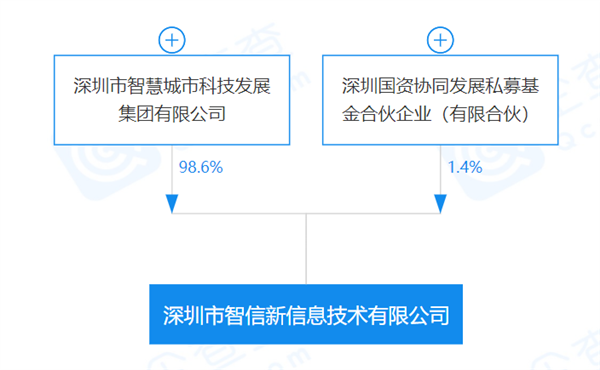 深圳市智慧城市科技发展
集团有限公司
深圳国资协同发展私募基
金合伙企业（有限合伙）
98.6%
1.4%
深圳市智信新信息技术有限公司